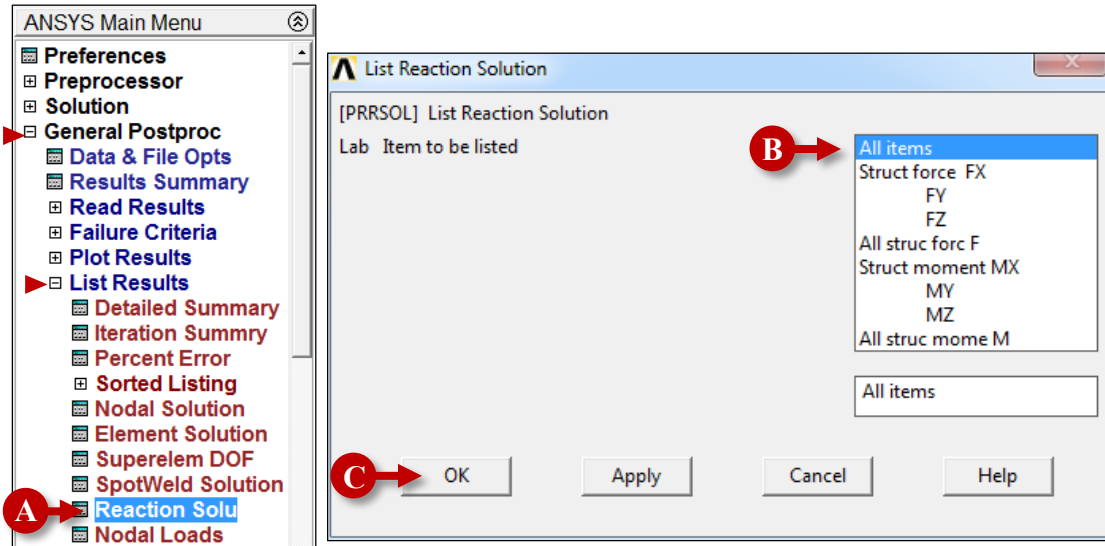 ANSYS Main Menu
Preferences
Preprocessor
Solution
General Postproc
Data & File Opts
Results Summary
Read Results
Failure Criteria
Plot Results
List Results
Detailed Summary
Iteration Summry
Percent Error
Sorted Listing
Nodal Solution
Element Solution
Superelem DOF
SpotWeld Solution
A
Reaction Solu
Nodal Loads
List Reaction Solution
[PRRSOL] List Reaction Solution
Lab Item to be listed
B
All items
Struct force FX
FY
FZ
All struc forc F
Struct moment MX
MY
MZ
All struc mome M
All items
C
OK
Apply
Cancel
Help